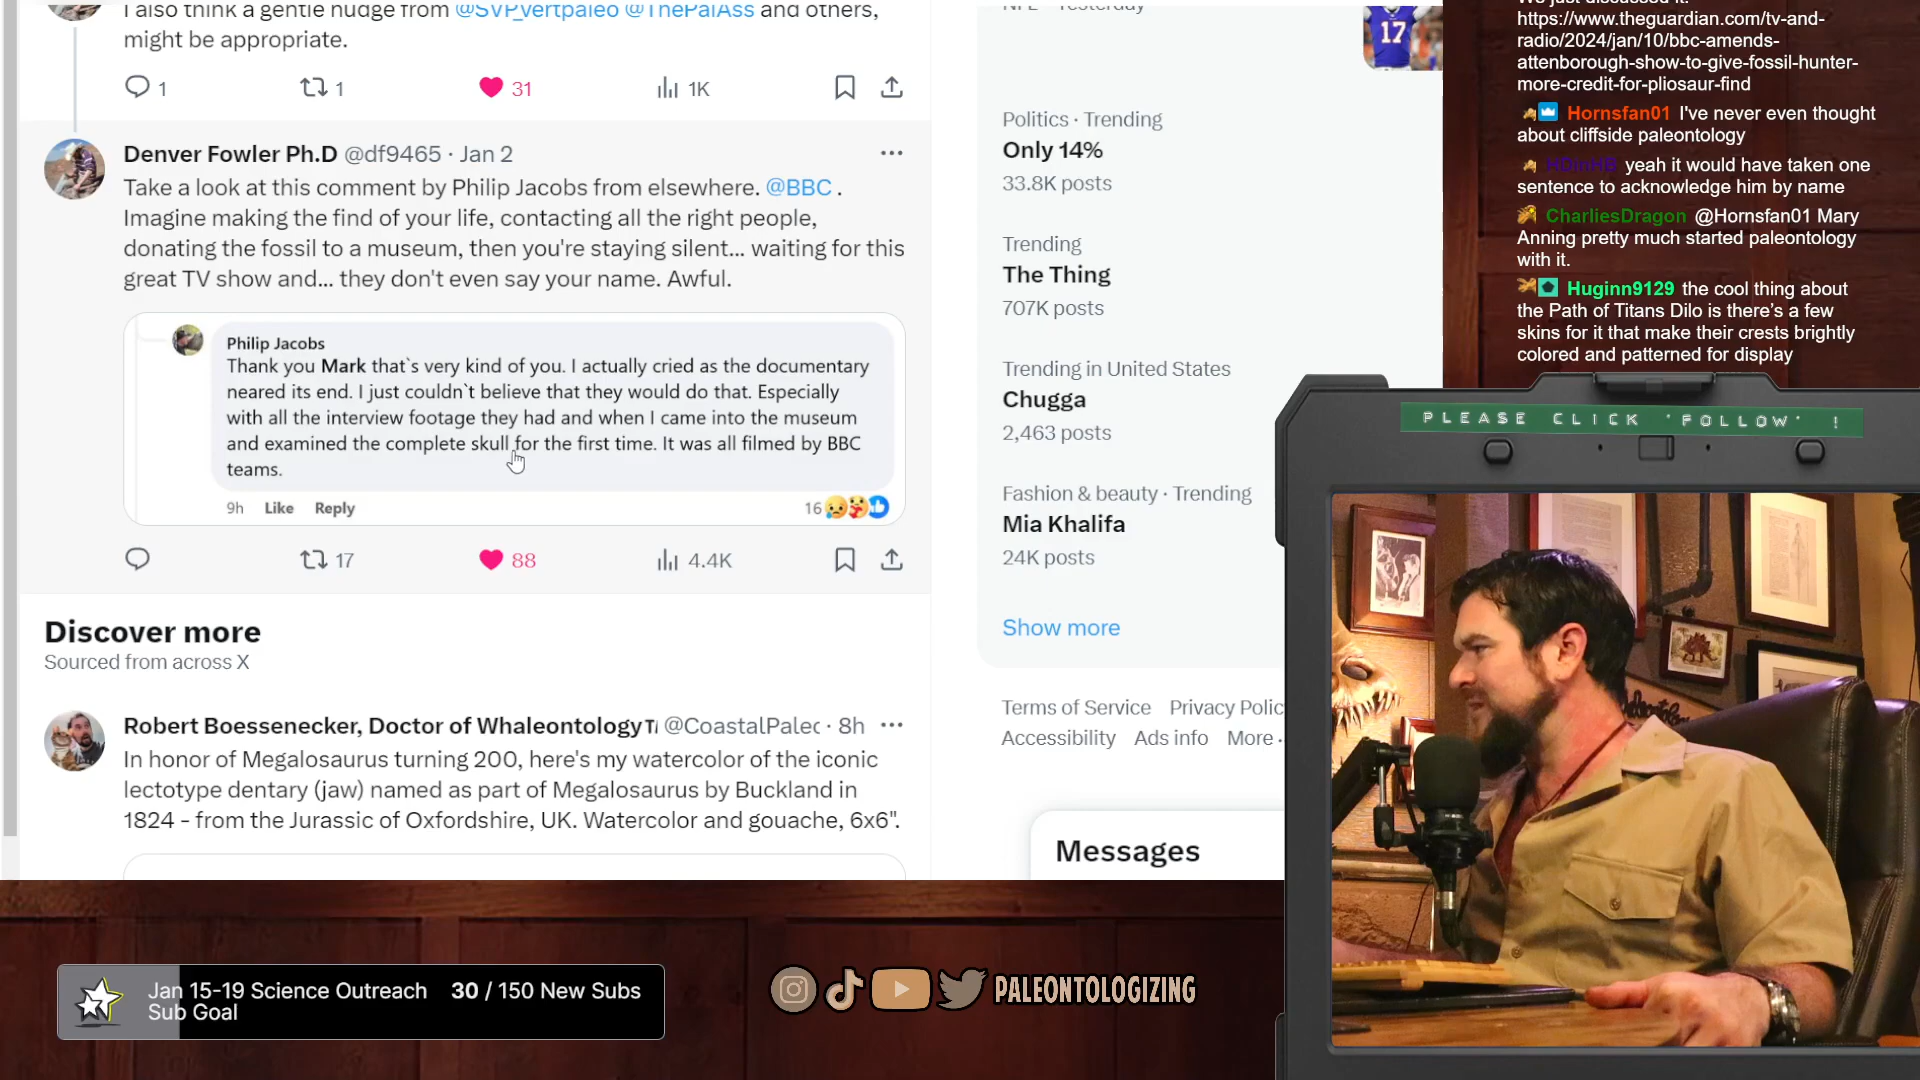 I also think a gentle nudge from @SVP_vertpaleo @ThePalAss and others,
might be appropriate.
1
1
31
1K
Denver Fowler Ph.D @df9465 · Jan 2
Take a look at this comment by Philip Jacobs from elsewhere. @BBC .
Imagine making the find of your life, contacting all the right people,
donating the fossil to a museum, then you're staying silent... waiting for this
great TV show and... they don't even say your name. Awful.
Philip Jacobs
Thank you Mark that`s very kind of you. I actually cried as the documentary
neared its end. I just couldn`t believe that they would do that. Especially
with all the interview footage they had and when I came into the museum
and examined the complete skull for the first time. It was all filmed by BBC
teams.
9h Like Reply 16
17
88
4.4K
Discover more
Sourced from across X
Robert Boessenecker, Doctor of Whaleontology @CoastalPalec · 8h
In honor of Megalosaurus turning 200, here's my watercolor of the iconic
lectotype dentary (jaw) named as part of Megalosaurus by Buckland in
1824 - from the Jurassic of Oxfordshire, UK. Watercolor and gouache, 6x6".
NFL · Yesterday
17
Politics · Trending
Only 14%
33.8K posts
Trending
The Thing
707K posts
Trending in United States
Chugga
2,463 posts
Fashion & beauty · Trending
Mia Khalifa
24K posts
Show more
Terms of Service Privacy Polic
Accessibility Ads info More
Messages
We just discussed it.
https://www.theguardian.com/tv-and-
radio/2024/jan/10/bbc-amends-
attenborough-show-to-give-fossil-hunter-
more-credit-for-pliosaur-find
Hornsfan01 I've never even thought
about cliffside paleontology
HDinHB yeah it would have taken one
sentence to acknowledge him by name
CharliesDragon @Hornsfan01 Mary
Anning pretty much started paleontology
with it.
Huginn9129 the cool thing about
the Path of Titans Dilo is there's a few
skins for it that make their crests brightly
colored and patterned for display
PLEASE CLICK 'FOLLOW' !
Jan 15-19 Science Outreach 30 / 150 New Subs
Sub Goal
PALEONTOLOGIZING